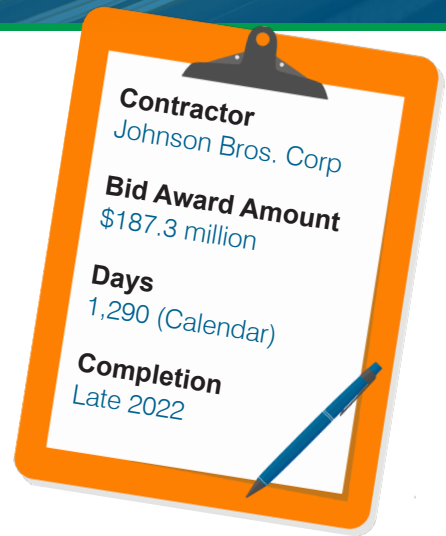 Contractor
Johnson Bros. Corp
Bid Award Amount
$187.3 million
Days
1,290 (Calendar)
Completion
Late 2022